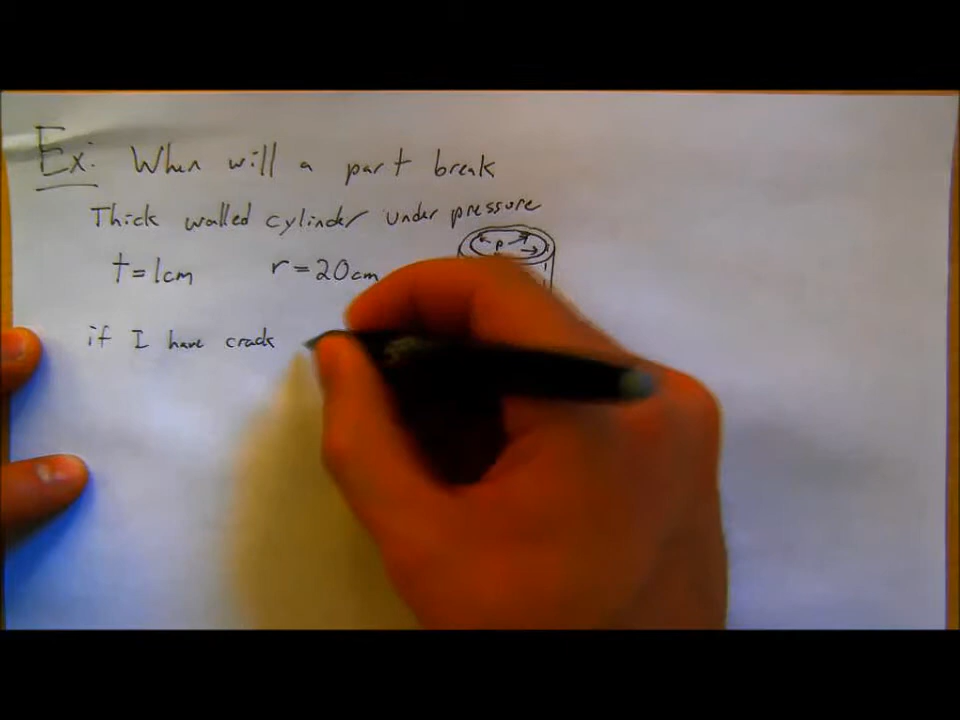 Ex: When will a part break
Thick walled cylinder under pressure
P
t=1cm r=20cm
if I have crack